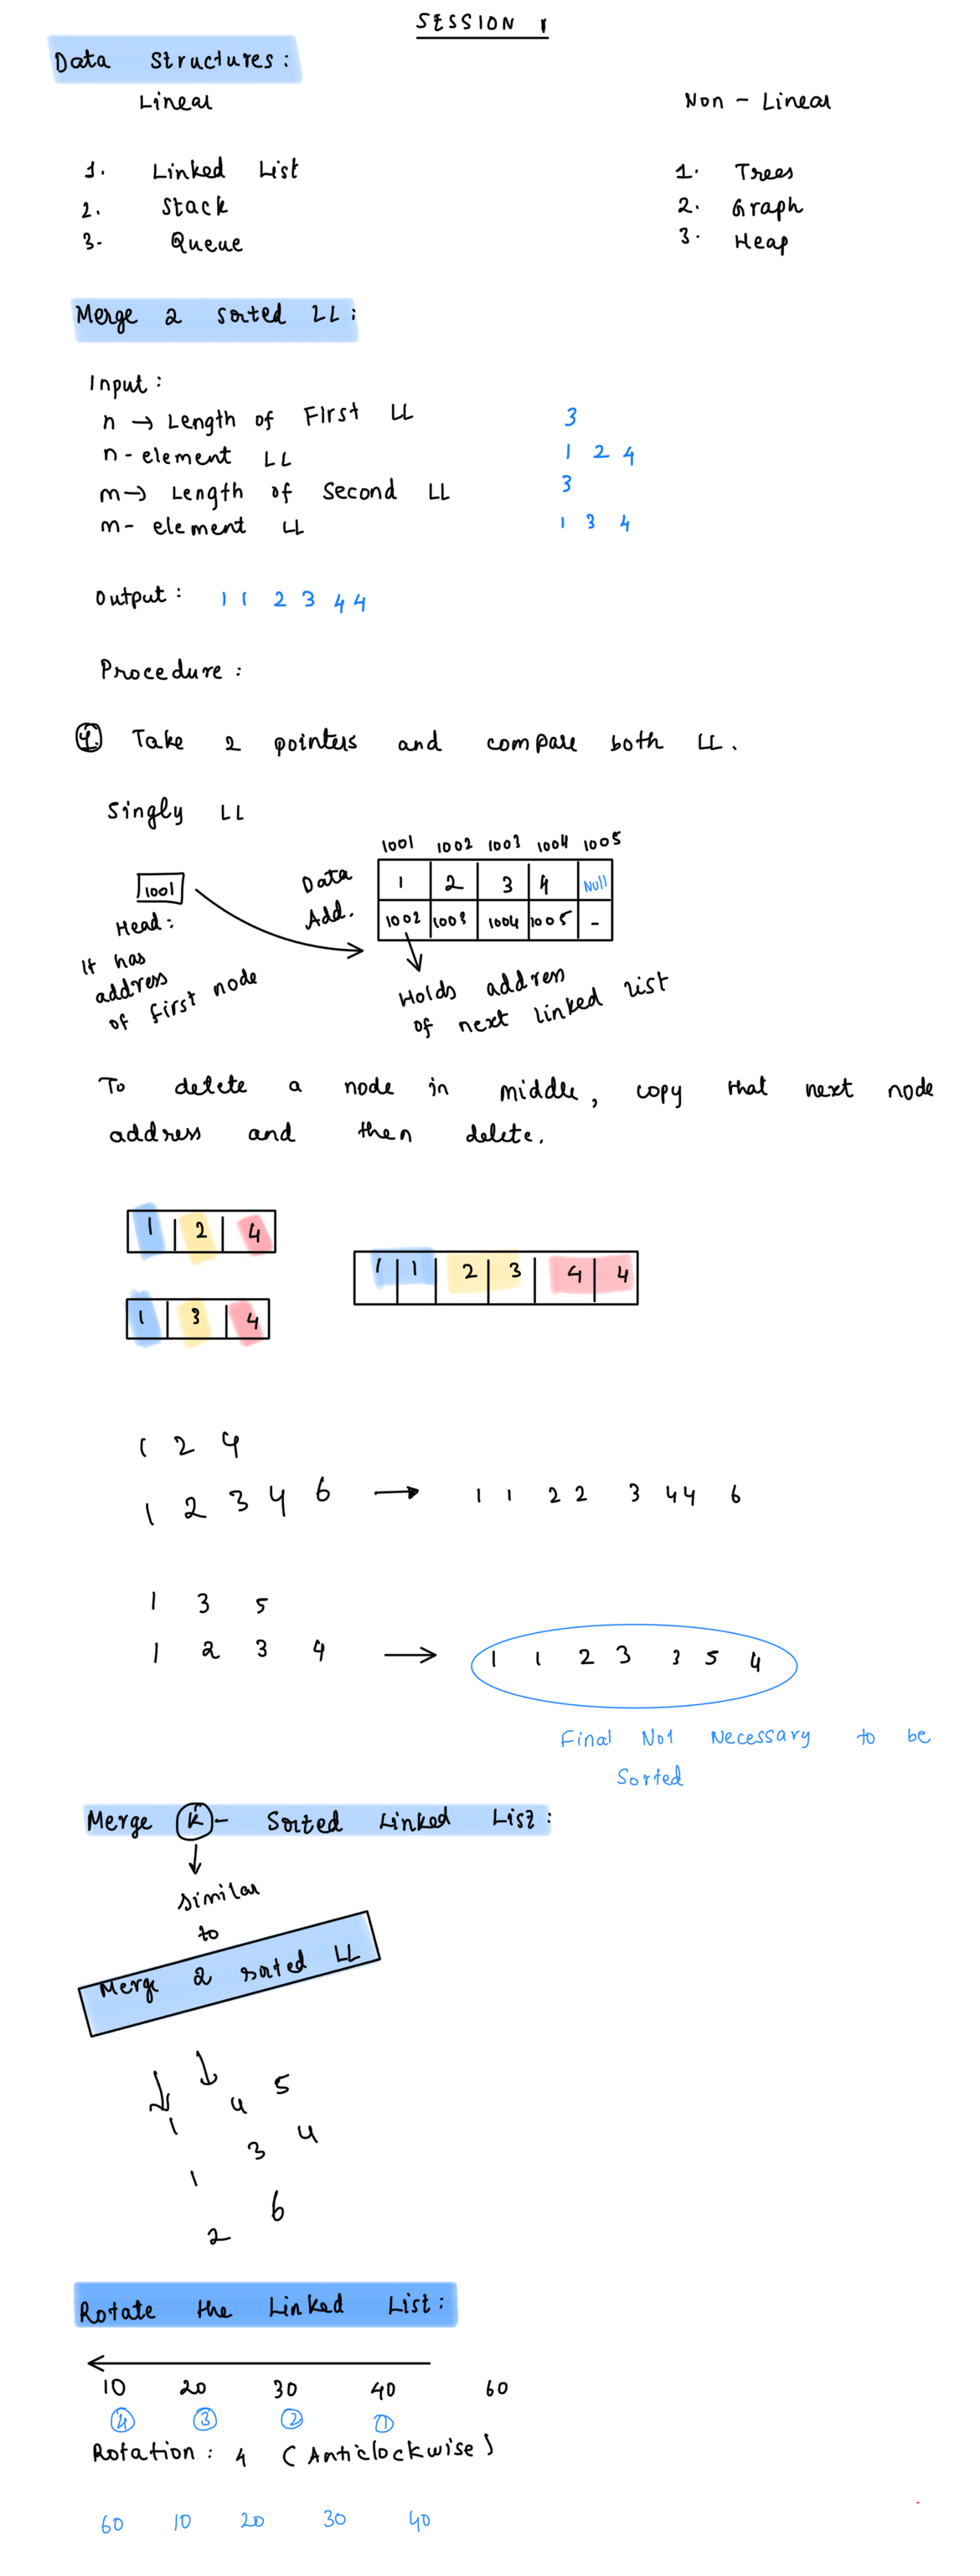 SESSION 1
Data Structures:
Linear Non - Linear
1. Linked List 1. Trees
2. Stack 2. Graph
3. Queue 3. Heap
Merge 2 sorted LL:
Input:
n → Length of First LL 3
n - element LL 1 2 4
m → Length of Second LL 3
m - element LL 1 3 4
Output: 1 1 2 3 4 4
Procedure:
Take 2 pointers and compare both LL.
Singly LL
1001 1002 1003 1004 1005
1001 Data 1 2 3 4 Null
Add. 1002 1003 1004 1005 -
Head:
It has
address
of first node
Holds address
of next linked list
To delete a node in middle, copy that next node
address and then delete.
1 2 4
1 1 2 3 4 4
1 3 4
1 2 4
1 2 3 4 6 → 1 1 2 2 3 4 4 6
1 3 5
1 2 3 4 → 1 1 2 3 3 5 4
Final Not Necessary to be
Sorted
Merge K - Sorted Linked List:
similar
to
Merge 2 sorted LL
1 4 5
1 3 4
2 6
Rotate the Linked List:
10 20 30 40 60
4 3 2 1
Rotation: 4 (Anticlockwise)
60 10 20 30 40